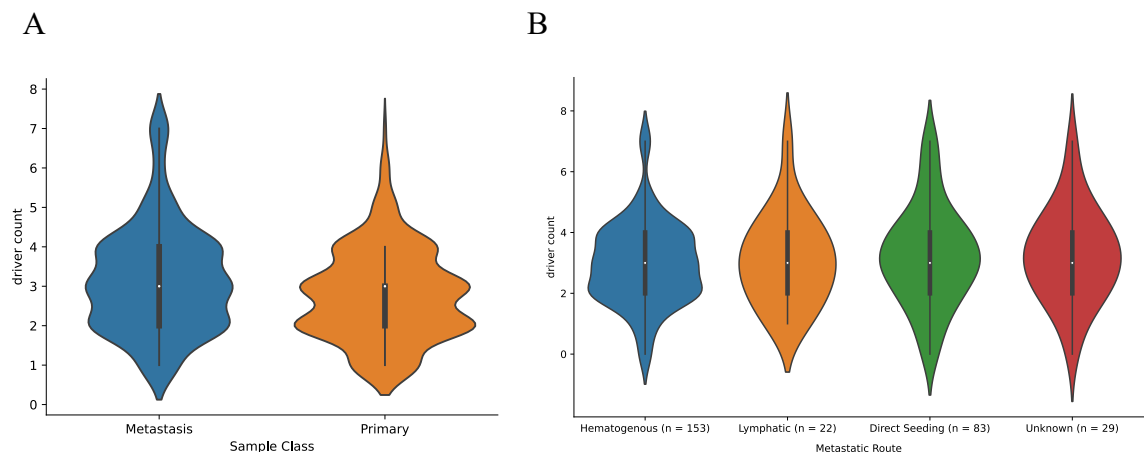 A
B
driver count
8
7
6
5
4
3
2
1
0
Metastasis
Primary
Sample Class
driver count
8
6
4
2
0
Hematogenous (n = 153)
Lymphatic (n = 22)
Direct Seeding (n = 83)
Unknown (n = 29)
Metastatic Route